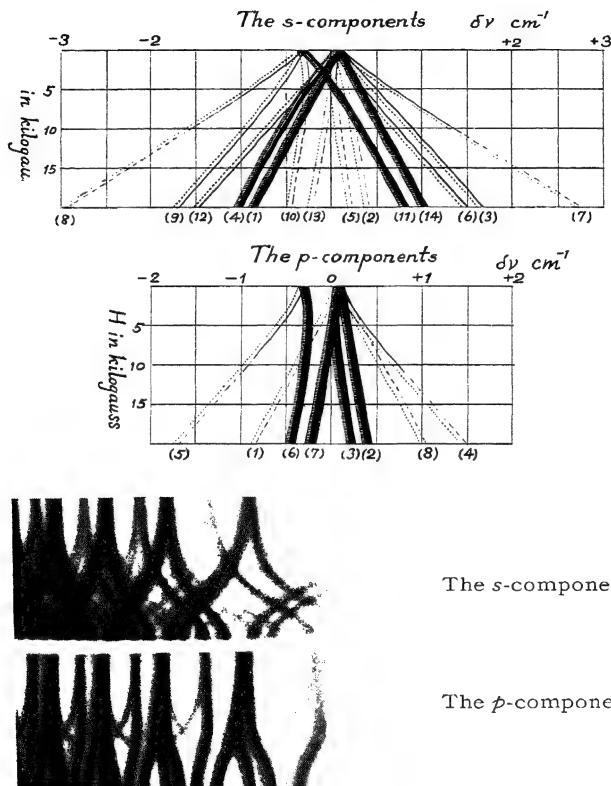 The s-components δν cm⁻¹
-3 -2 +2 +3
5
10
15
in kilogau.
(8) (9) (12) (4) (1) (10) (13) (5) (2) (11) (14) (6) (3) (7)
The p-components δν cm⁻¹
-2 -1 0 +1 +2
5
10
15
H in kilogauss
(5) (1) (6) (7) (3) (2) (8) (4)
The s-compone
The p-compone